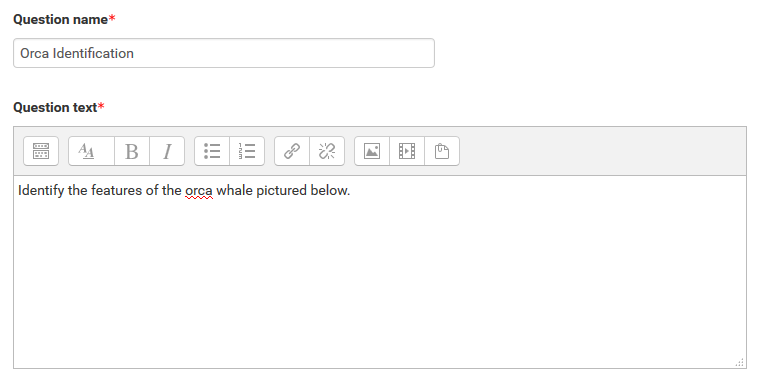 Question name*
Orca Identification
Question text*
Identify the features of the orca whale pictured below.